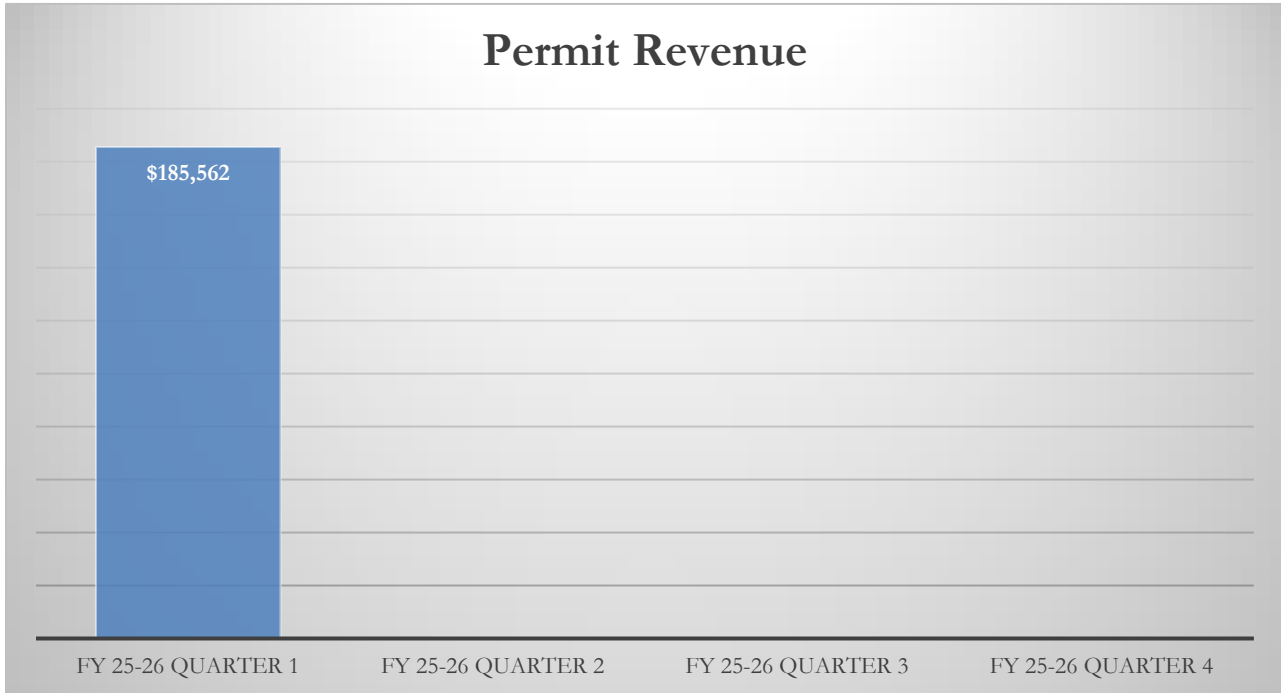 Permit Revenue
$185,562
FY 25-26 QUARTER 1
FY 25-26 QUARTER 2
FY 25-26 QUARTER 3
FY 25-26 QUARTER 4